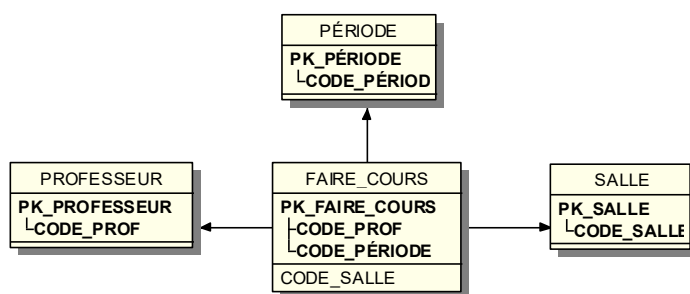 PÉRIODE
PK_PÉRIODE
CODE_PÉRIOD
PROFESSEUR
PK_PROFESSEUR
CODE_PROF
FAIRE_COURS
PK_FAIRE_COURS
CODE_PROF
CODE_PÉRIODE
CODE_SALLE
SALLE
PK_SALLE
CODE_SALLE